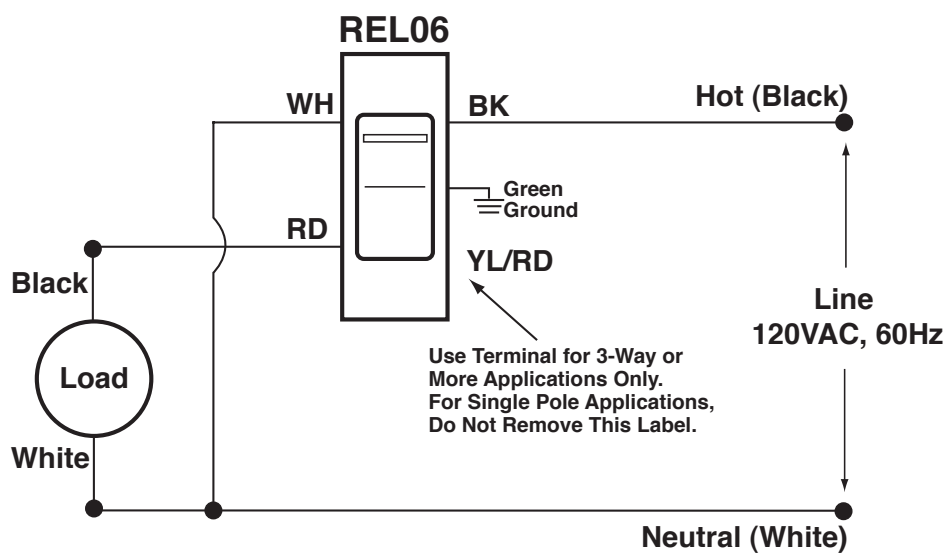 REL06
WH
BK
Hot (Black)
Green
Ground
RD
YL/RD
Black
Line
120VAC, 60Hz
Use Terminal for 3-Way or
More Applications Only.
For Single Pole Applications,
Do Not Remove This Label.
Load
White
Neutral (White)